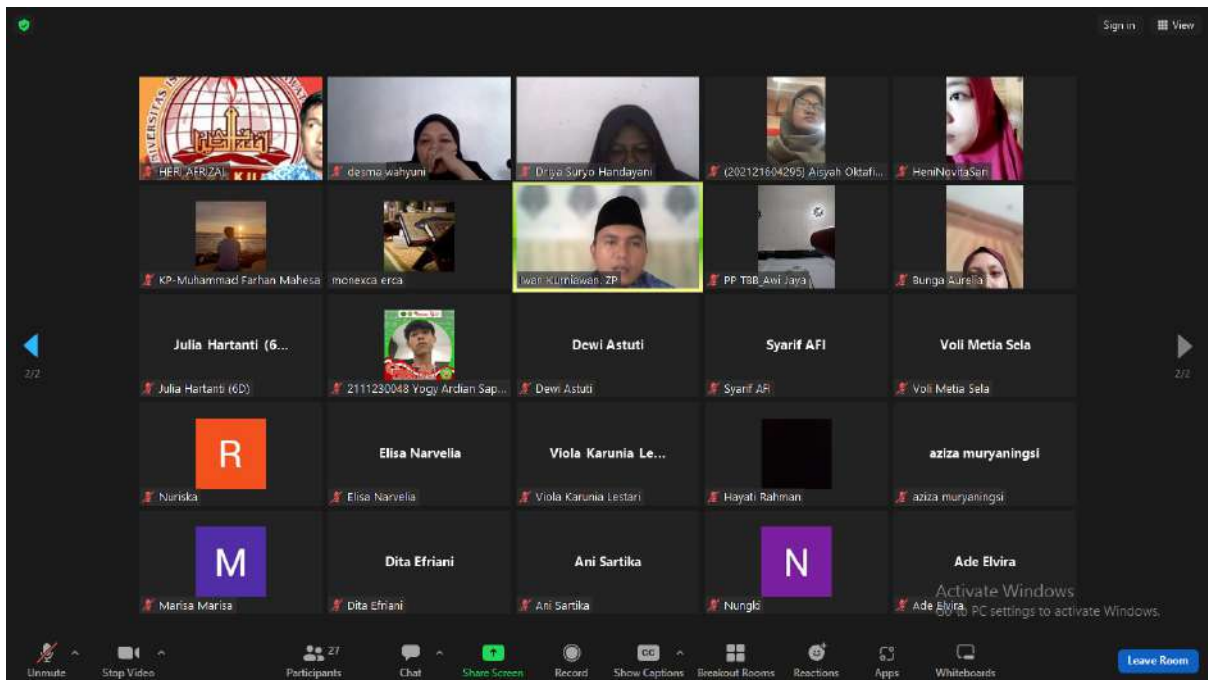 Sign in View
UNIVERSITAS IS
HERI AFRIZAL
desma wahyuni
Driya Suryo Handayani
(202121604295) Aisyah Oktafi...
HeniNovitaSari
KP-Muhammad Farhan Mahesa
monexca erca
Iwan Kurniawan. ZP
PP TBB_Awi Jaya
Bunga Aurelia
Julia Hartanti (6...
Julia Hartanti (6D)
2111230048 Yogy Ardian Sap...
Dewi Astuti
Dewi Astuti
Syarif AFI
Syarif AFI
Voli Metia Sela
Voli Metia Sela
R
Nuriska
Elisa Narvelia
Elisa Narvelia
Viola Karunia Le...
Viola Karunia Lestari
Hayati Rahman
aziza muryaningsi
aziza muryaningsi
M
Marisa Marisa
Dita Efriani
Dita Efriani
Ani Sartika
Ani Sartika
N
Nungki
Ade Elvira
Ade Elvira
2/2
2/2
Activate Windows
Go to PC settings to activate Windows.
Unmute
Stop Video
27
Participants
Chat
Share Screen
Record
CC
Show Captions
Breakout Rooms
Reactions
Apps
Whiteboards
Leave Room